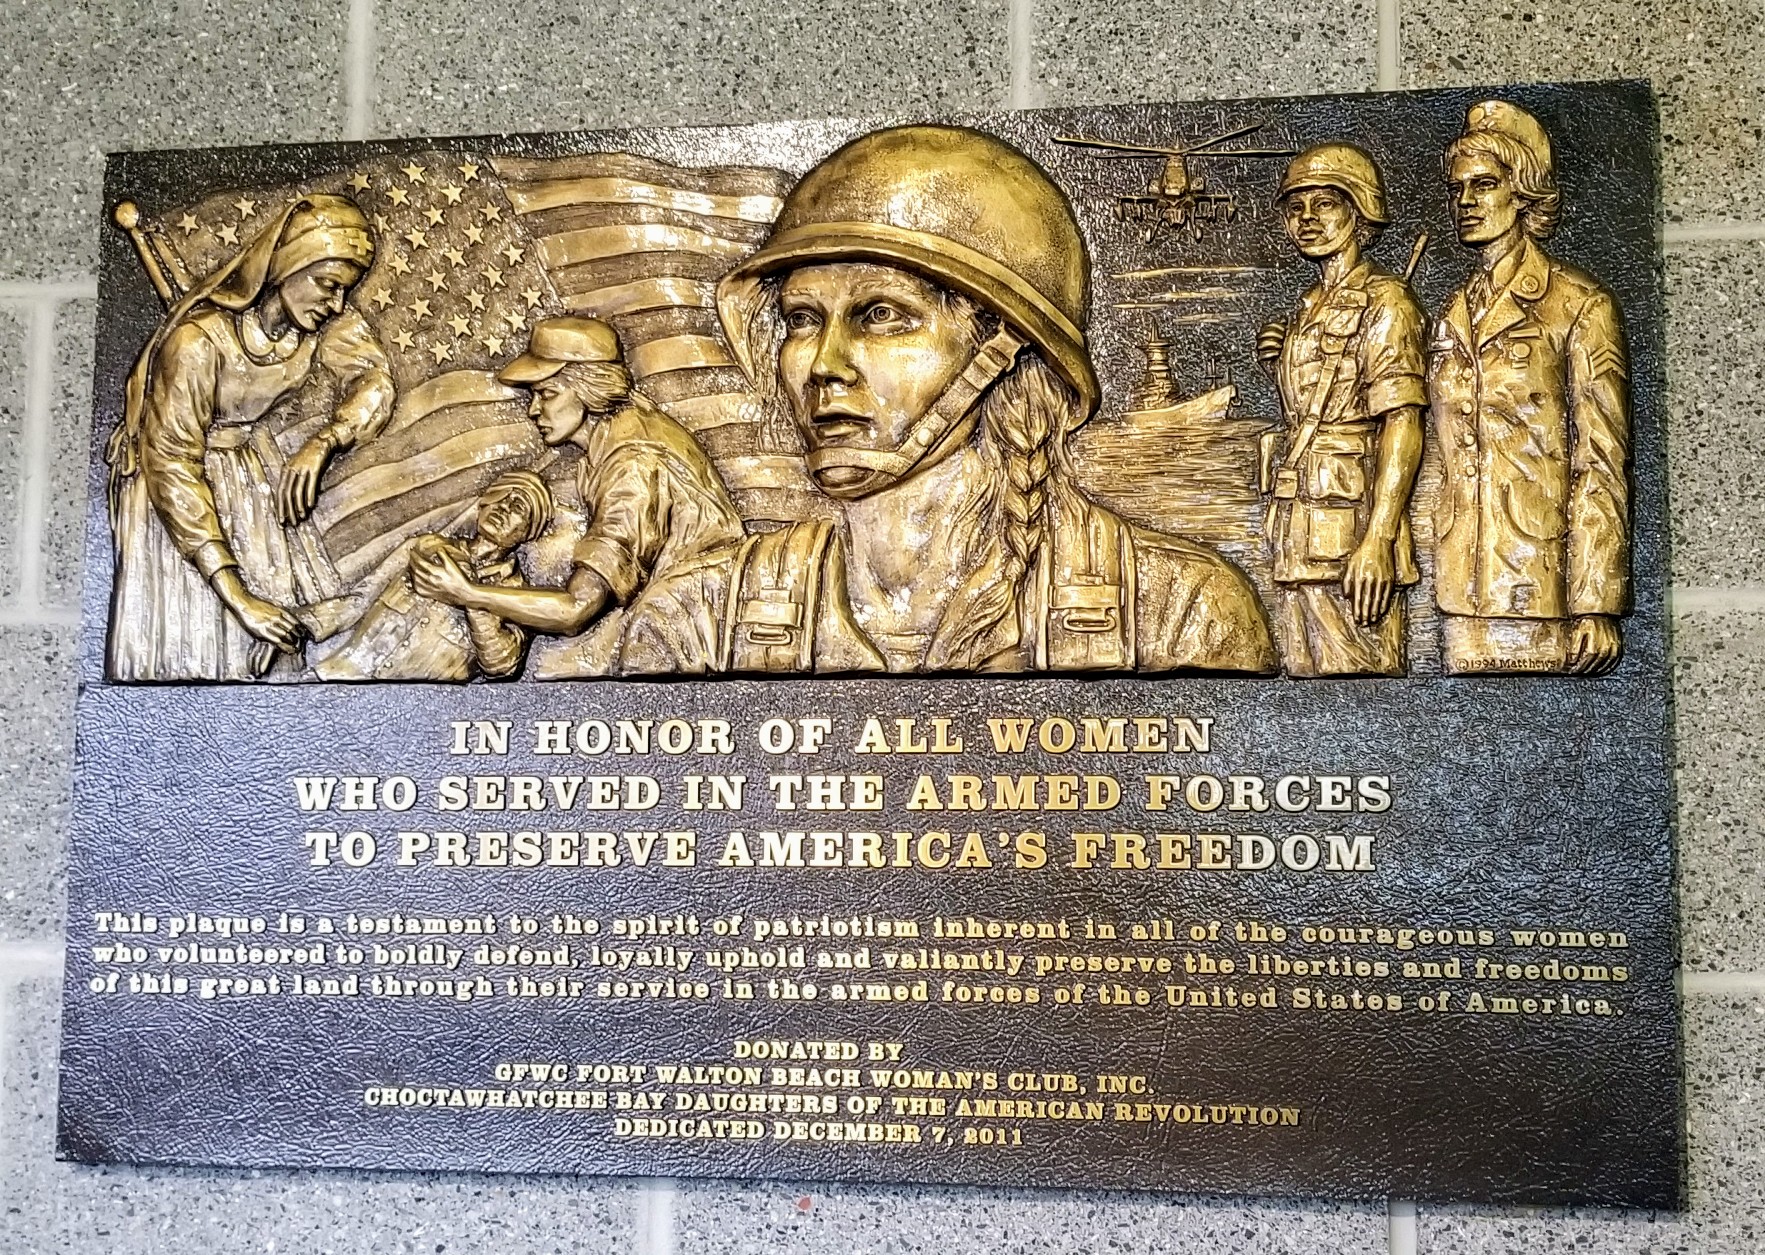 ©1994 Matthews
IN HONOR OF ALL WOMEN
WHO SERVED IN THE ARMED FORCES
TO PRESERVE AMERICA'S FREEDOM
This plaque is a testament to the spirit of patriotism inherent in all of the courageous women
who volunteered to boldly defend, loyally uphold and valiantly preserve the liberties and freedoms
of this great land through their service in the armed forces of the United States of America.
DONATED BY
GFWC FORT WALTON BEACH WOMAN'S CLUB, INC.
CHOCTAWHATCHEE BAY DAUGHTERS OF THE AMERICAN REVOLUTION
DEDICATED DECEMBER 7, 2011